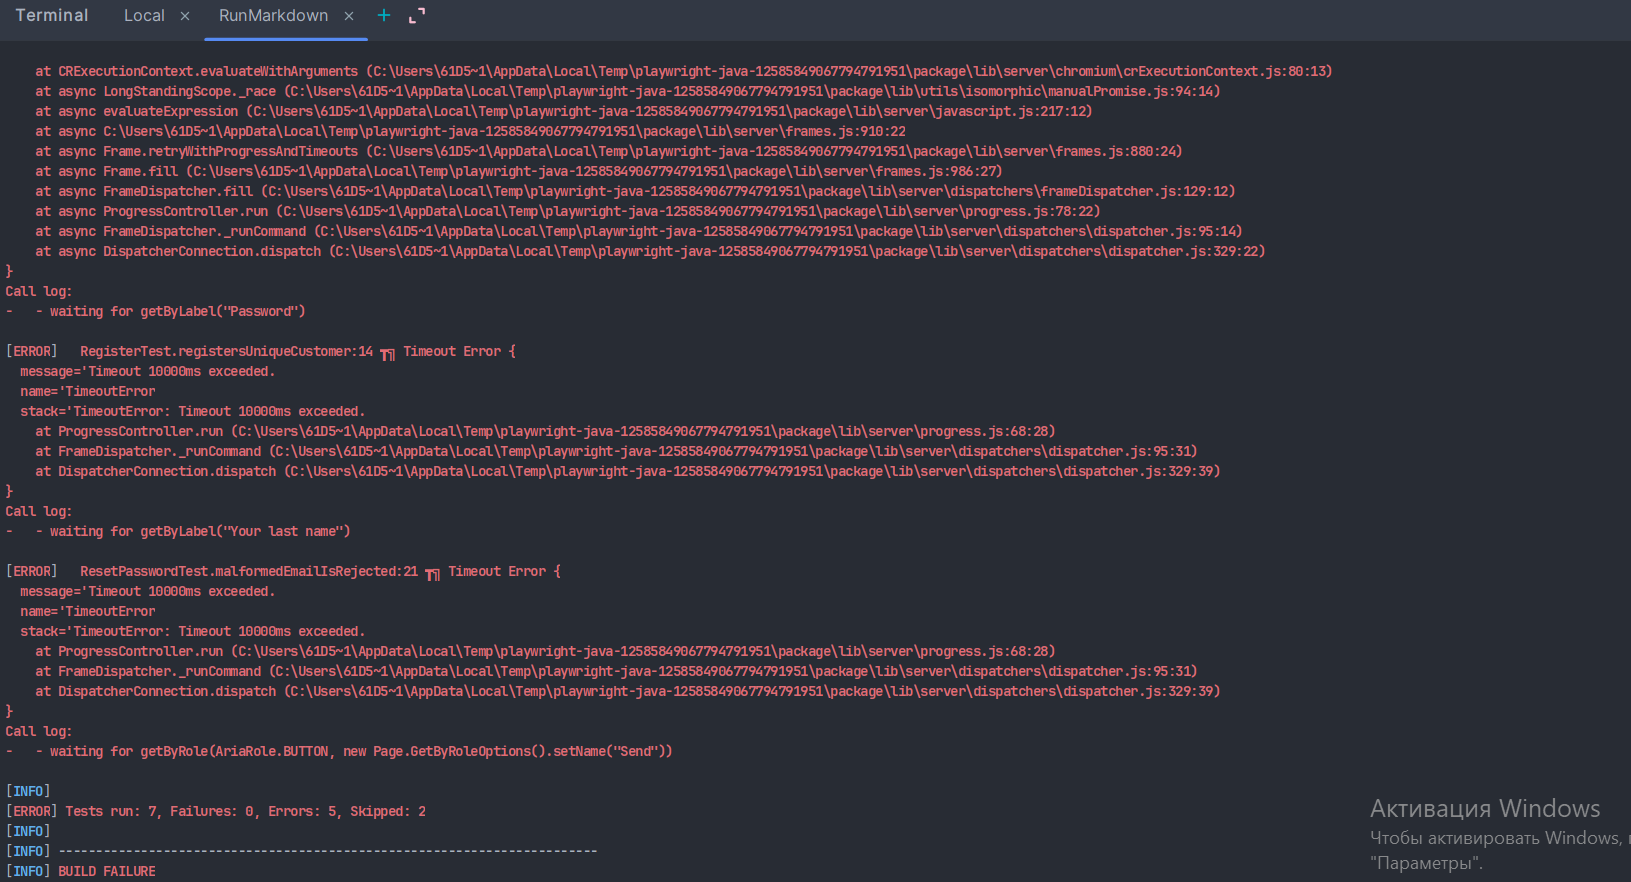 Terminal Local × RunMarkdown × +
at CRExecutionContext.evaluateWithArguments (C:\Users\61D5~1\AppData\Local\Temp\playwright-java-12585849067794791951\package\lib\server\chromium\crExecutionContext.js:80:13)
at async LongStandingScope._race (C:\Users\61D5~1\AppData\Local\Temp\playwright-java-12585849067794791951\package\lib\utils\isomorphic\manualPromise.js:94:14)
at async evaluateExpression (C:\Users\61D5~1\AppData\Local\Temp\playwright-java-12585849067794791951\package\lib\server\javascript.js:217:12)
at async C:\Users\61D5~1\AppData\Local\Temp\playwright-java-12585849067794791951\package\lib\server\frames.js:910:22
at async Frame.retryWithProgressAndTimeouts (C:\Users\61D5~1\AppData\Local\Temp\playwright-java-12585849067794791951\package\lib\server\frames.js:880:24)
at async Frame.fill (C:\Users\61D5~1\AppData\Local\Temp\playwright-java-12585849067794791951\package\lib\server\frames.js:986:27)
at async FrameDispatcher.fill (C:\Users\61D5~1\AppData\Local\Temp\playwright-java-12585849067794791951\package\lib\server\dispatchers\frameDispatcher.js:129:12)
at async ProgressController.run (C:\Users\61D5~1\AppData\Local\Temp\playwright-java-12585849067794791951\package\lib\server\progress.js:78:22)
at async FrameDispatcher._runCommand (C:\Users\61D5~1\AppData\Local\Temp\playwright-java-12585849067794791951\package\lib\server\dispatchers\dispatcher.js:95:14)
at async DispatcherConnection.dispatch (C:\Users\61D5~1\AppData\Local\Temp\playwright-java-12585849067794791951\package\lib\server\dispatchers\dispatcher.js:329:22)
}
Call log:
-   - waiting for getByLabel("Password")
[ERROR]   RegisterTest.registersUniqueCustomer:14 ╥╗ Timeout Error {
message='Timeout 10000ms exceeded.
name='TimeoutError
stack='TimeoutError: Timeout 10000ms exceeded.
at ProgressController.run (C:\Users\61D5~1\AppData\Local\Temp\playwright-java-12585849067794791951\package\lib\server\progress.js:68:28)
at FrameDispatcher._runCommand (C:\Users\61D5~1\AppData\Local\Temp\playwright-java-12585849067794791951\package\lib\server\dispatchers\dispatcher.js:95:31)
at DispatcherConnection.dispatch (C:\Users\61D5~1\AppData\Local\Temp\playwright-java-12585849067794791951\package\lib\server\dispatchers\dispatcher.js:329:39)
}
Call log:
-   - waiting for getByLabel("Your last name")
[ERROR]   ResetPasswordTest.malformedEmailIsRejected:21 ╥╗ Timeout Error {
message='Timeout 10000ms exceeded.
name='TimeoutError
stack='TimeoutError: Timeout 10000ms exceeded.
at ProgressController.run (C:\Users\61D5~1\AppData\Local\Temp\playwright-java-12585849067794791951\package\lib\server\progress.js:68:28)
at FrameDispatcher._runCommand (C:\Users\61D5~1\AppData\Local\Temp\playwright-java-12585849067794791951\package\lib\server\dispatchers\dispatcher.js:95:31)
at DispatcherConnection.dispatch (C:\Users\61D5~1\AppData\Local\Temp\playwright-java-12585849067794791951\package\lib\server\dispatchers\dispatcher.js:329:39)
}
Call log:
-   - waiting for getByRole(AriaRole.BUTTON, new Page.GetByRoleOptions().setName("Send"))
[INFO]
[ERROR] Tests run: 7, Failures: 0, Errors: 5, Skipped: 2
[INFO]
[INFO] ------------------------------------------------------------------------
[INFO] BUILD FAILURE
Активация Windows
Чтобы активировать Windows,
"Параметры".